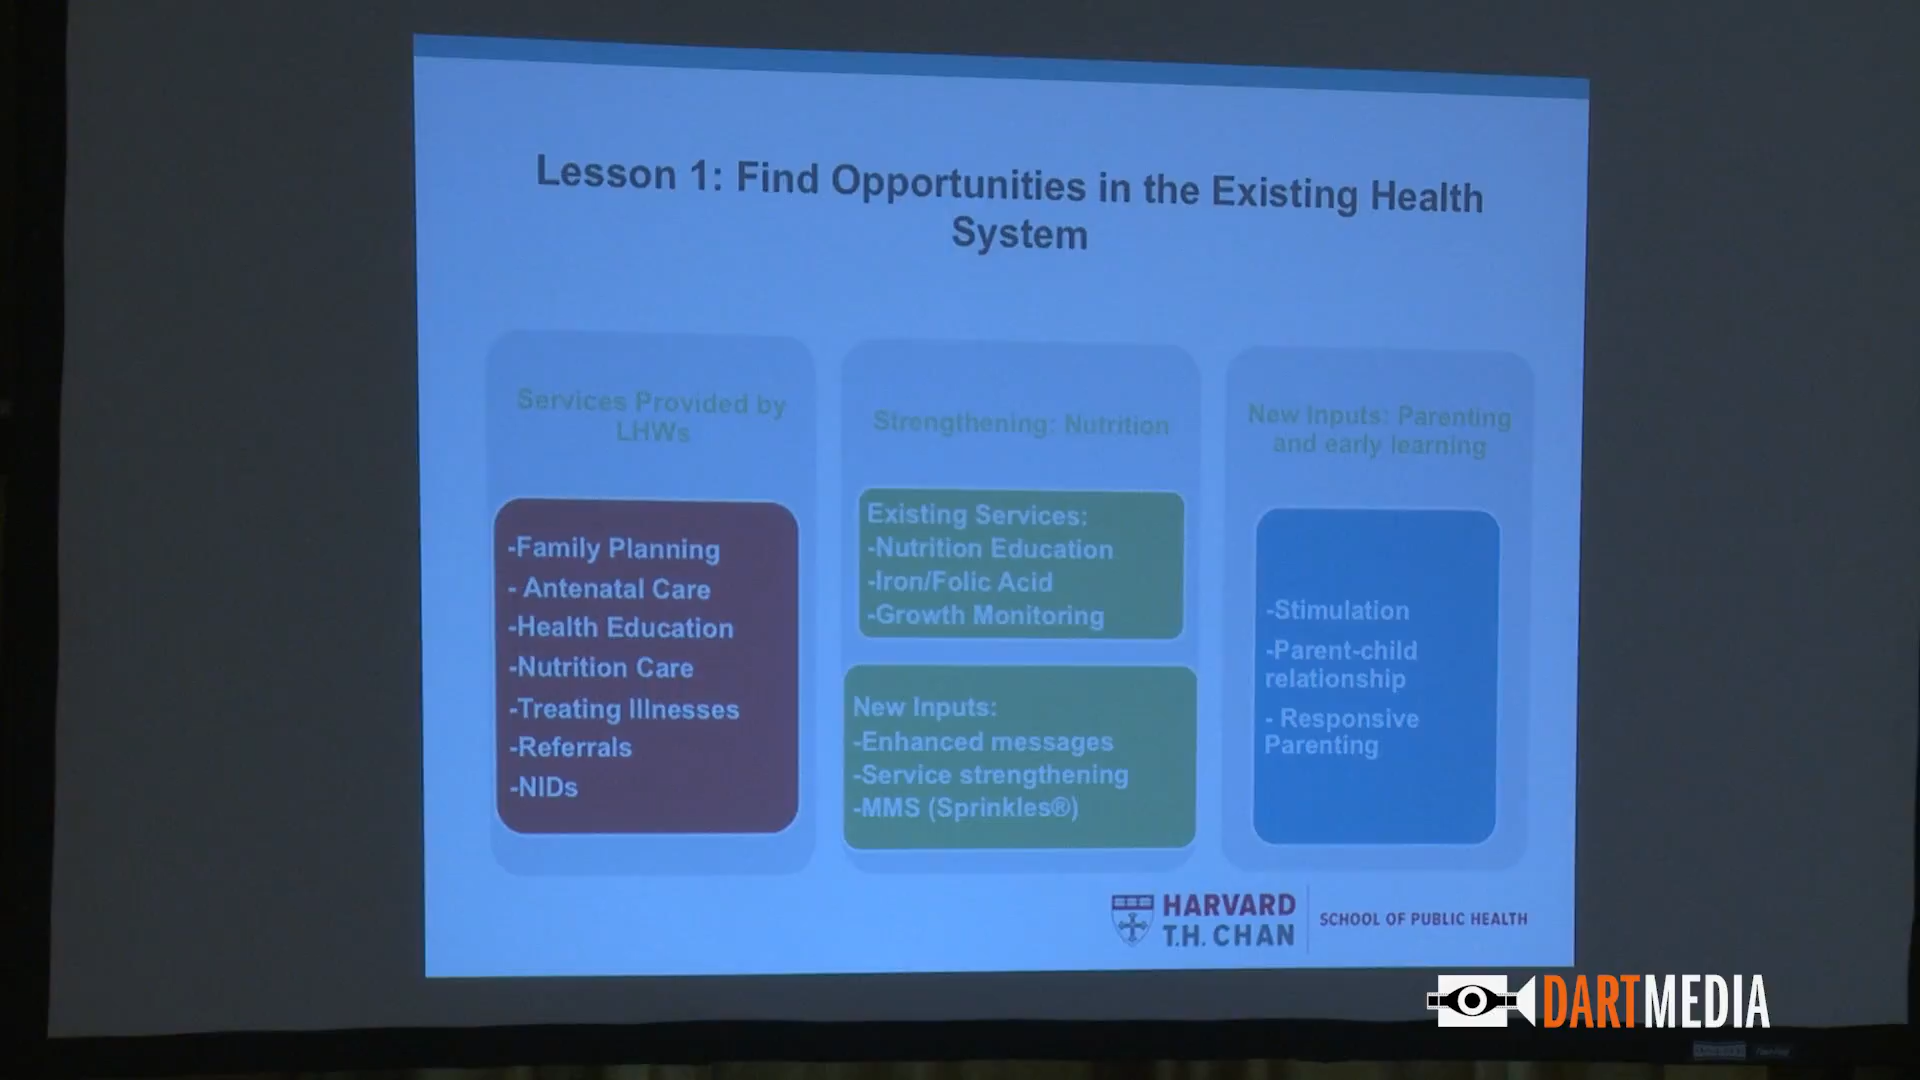 Lesson 1: Find Opportunities in the Existing Health
System
Services Provided by
LHWs
-Family Planning
- Antenatal Care
-Health Education
-Nutrition Care
-Treating Illnesses
-Referrals
-NIDs
Strengthening: Nutrition
Existing Services:
-Nutrition Education
-Iron/Folic Acid
-Growth Monitoring
New Inputs:
-Enhanced messages
-Service strengthening
-MMS (Sprinkles®)
New Inputs: Parenting
and early learning
-Stimulation
-Parent-child
relationship
- Responsive
Parenting
HARVARD
T.H. CHAN
SCHOOL OF PUBLIC HEALTH
DARTMEDIA